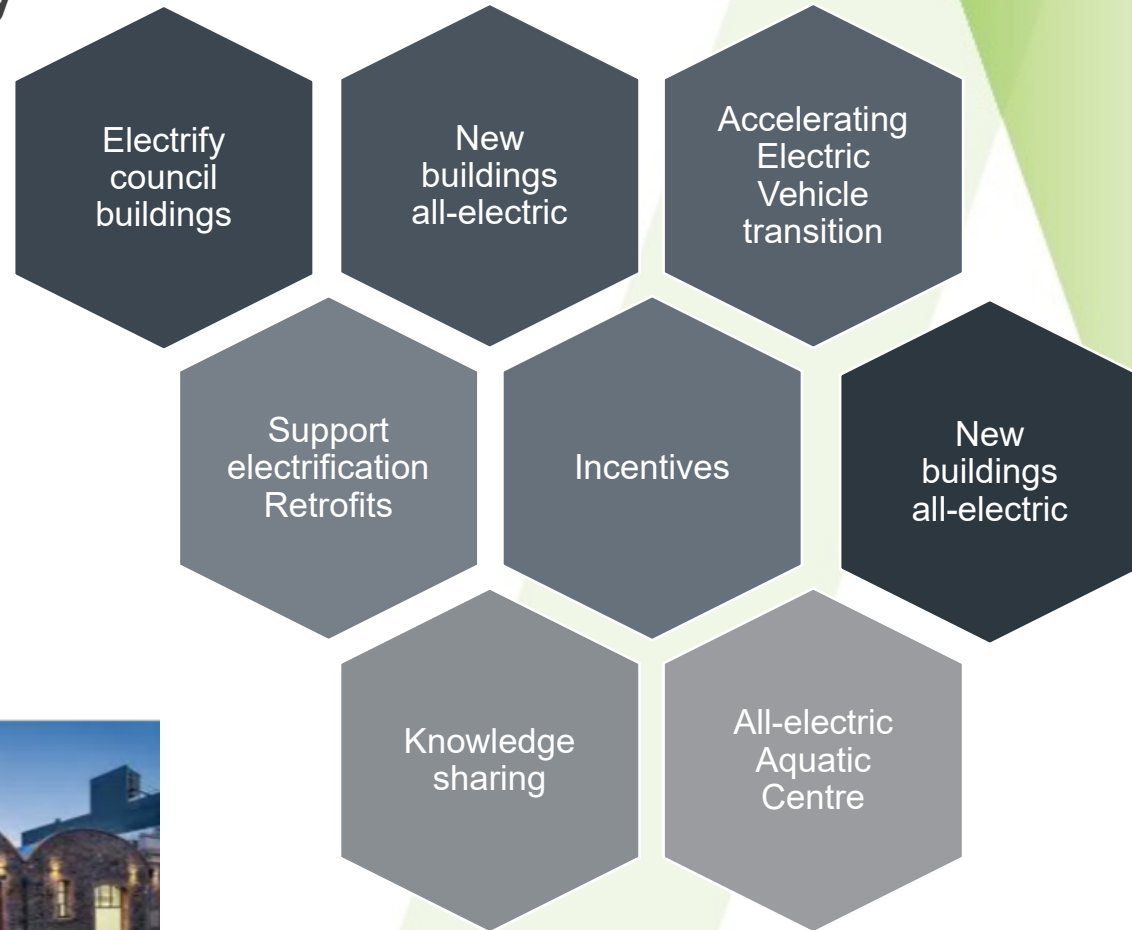 Electrify
council
buildings
New
buildings
all-electric
Accelerating
Electric
Vehicle
transition
Support
electrification
Retrofits
Incentives
New
buildings
all-electric
Knowledge
sharing
All-electric
Aquatic
Centre